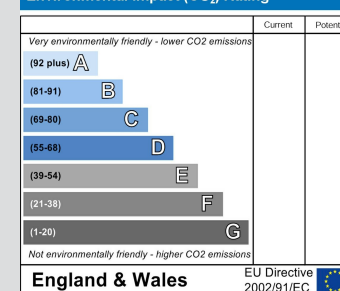 Environmental Impact (CO₂) Rating
Current Potent
Very environmentally friendly - lower CO2 emissions
(92 plus) A
(81-91) B
(69-80) C
(55-68) D
(39-54) E
(21-38) F
(1-20) G
Not environmentally friendly - higher CO2 emissions
England & Wales
EU Directive
2002/91/EC